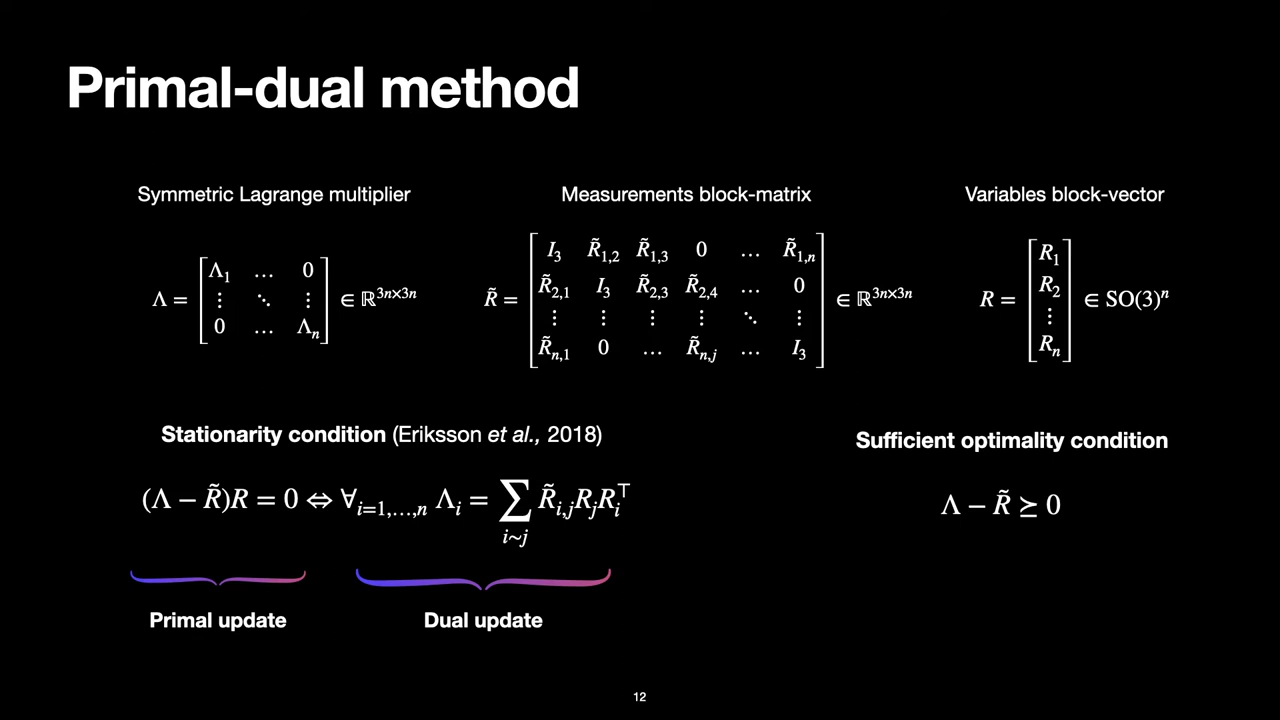 Primal-dual method
Symmetric Lagrange multiplier
Measurements block-matrix
Variables block-vector
Λ = [ Λ₁ … 0 ; ⋮ ⋱ ⋮ ; 0 … Λₙ ] ∈ ℝ³ⁿˣ³ⁿ
R̃ = [ I₃ R̃₁,₂ R̃₁,₃ 0 … R̃₁,ₙ ; R̃₂,₁ I₃ R̃₂,₃ R̃₂,₄ … 0 ; ⋮ ⋮ ⋮ ⋮ ⋱ ⋮ ; R̃ₙ,₁ 0 … R̃ₙ,ⱼ … I₃ ] ∈ ℝ³ⁿˣ³ⁿ
R = [ R₁ ; R₂ ; ⋮ ; Rₙ ] ∈ SO(3)ⁿ
Stationarity condition (Eriksson et al., 2018)
Sufficient optimality condition
(Λ − R̃)R = 0 ⇔ ∀ᵢ₌₁,…,ₙ Λᵢ = ∑_{i~j} R̃ᵢ,ⱼRⱼRᵢ⊤
Λ − R̃ ⪰ 0
Primal update
Dual update
12